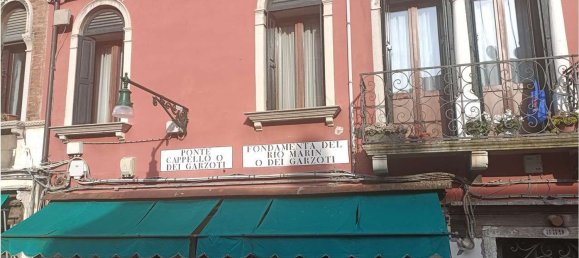 PONTE
CAPPELLO O
DEI GARZOTI
FONDAMENTA DEL
RIO MARIN
O DEI GARZOTI